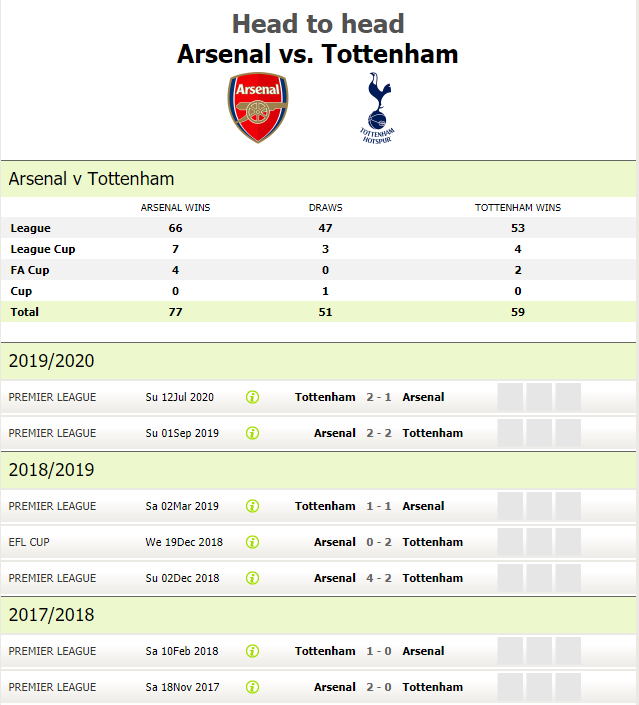 Head to head
Arsenal vs. Tottenham
Arsenal
TOTTENHAM
HOTSPUR
Arsenal v Tottenham
ARSENAL WINS DRAWS TOTTENHAM WINS
League 66 47 53
League Cup 7 3 4
FA Cup 4 0 2
Cup 0 1 0
Total 77 51 59
2019/2020
PREMIER LEAGUE Su 12Jul 2020 i Tottenham 2 - 1 Arsenal
PREMIER LEAGUE Su 01Sep 2019 i Arsenal 2 - 2 Tottenham
2018/2019
PREMIER LEAGUE Sa 02Mar 2019 i Tottenham 1 - 1 Arsenal
EFL CUP We 19Dec 2018 i Arsenal 0 - 2 Tottenham
PREMIER LEAGUE Su 02Dec 2018 i Arsenal 4 - 2 Tottenham
2017/2018
PREMIER LEAGUE Sa 10Feb 2018 i Tottenham 1 - 0 Arsenal
PREMIER LEAGUE Sa 18Nov 2017 i Arsenal 2 - 0 Tottenham